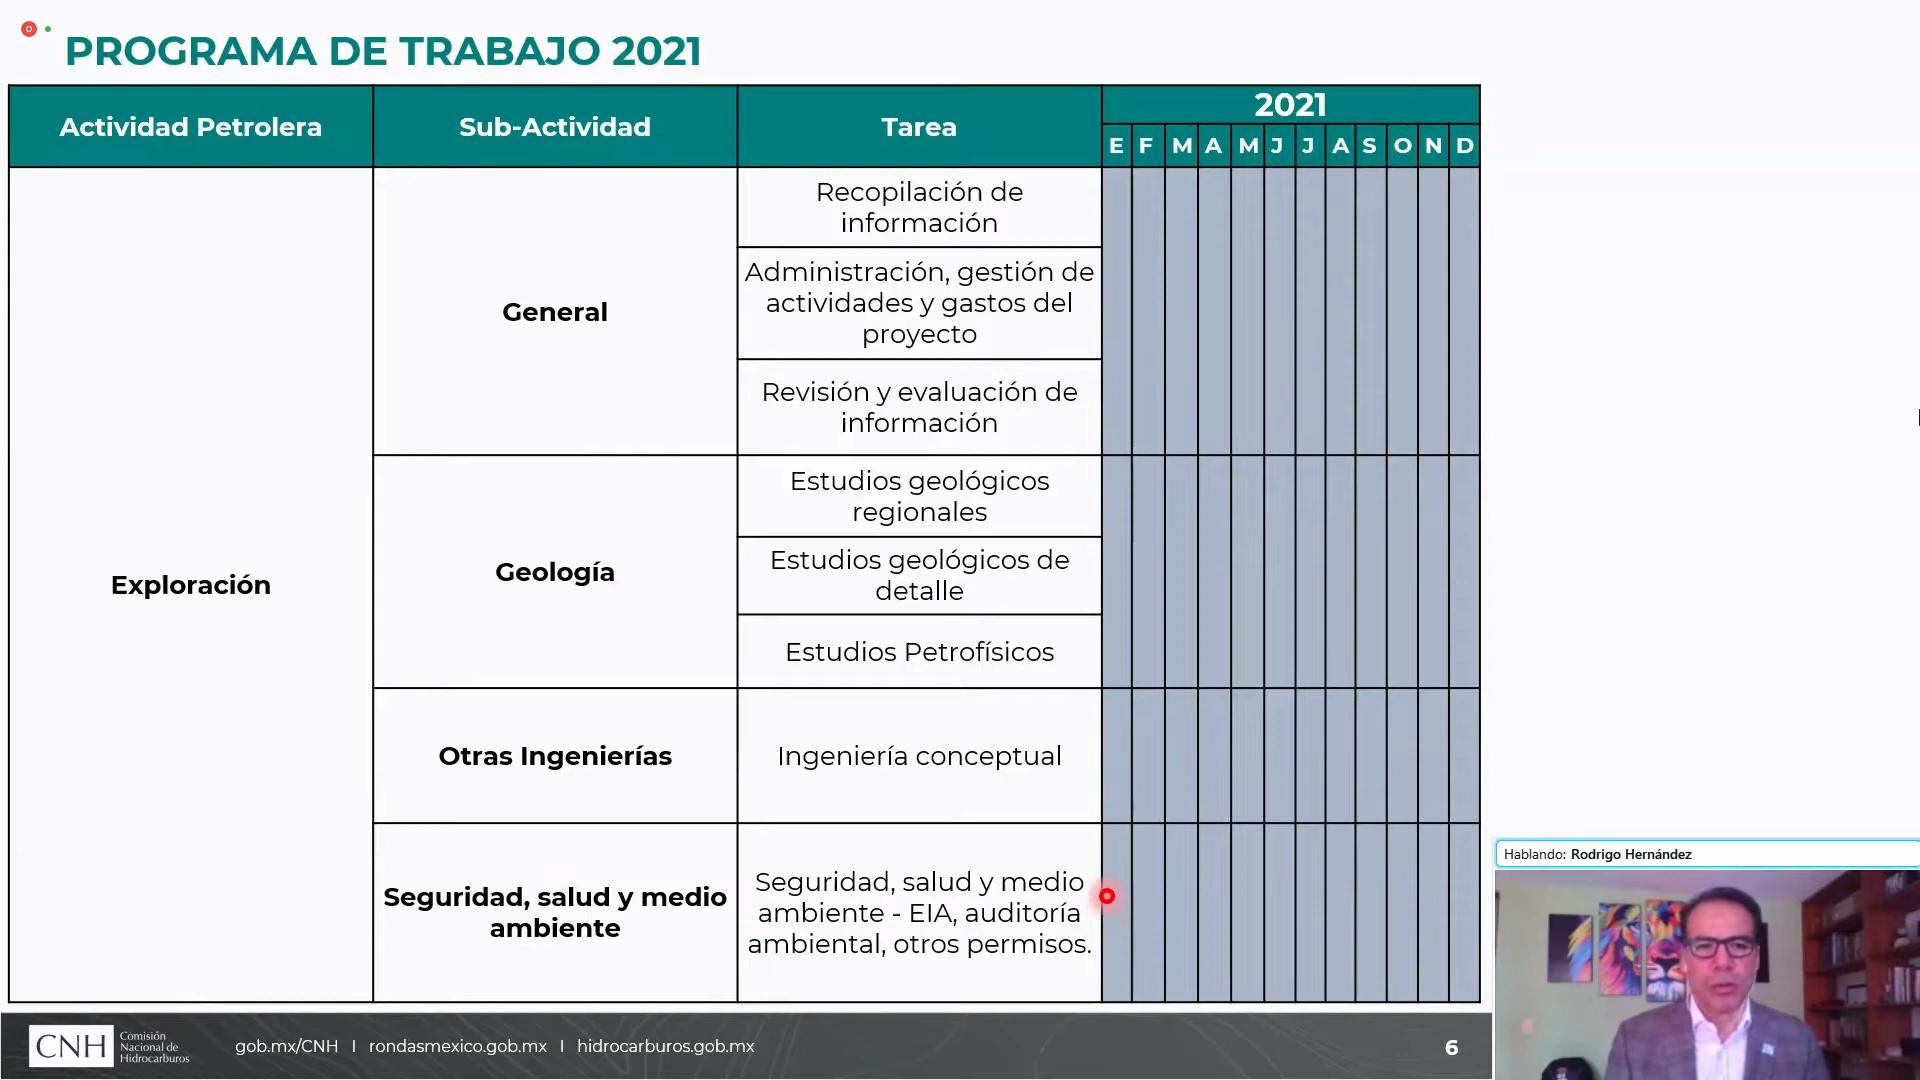 PROGRAMA DE TRABAJO 2021
Actividad Petrolera
Sub-Actividad
Tarea
2021
E F M A M J J A S O N D
Exploración
General
Recopilación de
información
Administración, gestión de
actividades y gastos del
proyecto
Revisión y evaluación de
información
Geología
Estudios geológicos
regionales
Estudios geológicos de
detalle
Estudios Petrofísicos
Otras Ingenierías
Ingeniería conceptual
Seguridad, salud y medio
ambiente
Seguridad, salud y medio
ambiente - EIA, auditoría
ambiental, otros permisos.
Hablando: Rodrigo Hernández
CNH
Comisión
Nacional de
Hidrocarburos
gob.mx/CNH I rondasmexico.gob.mx I hidrocarburos.gob.mx
6